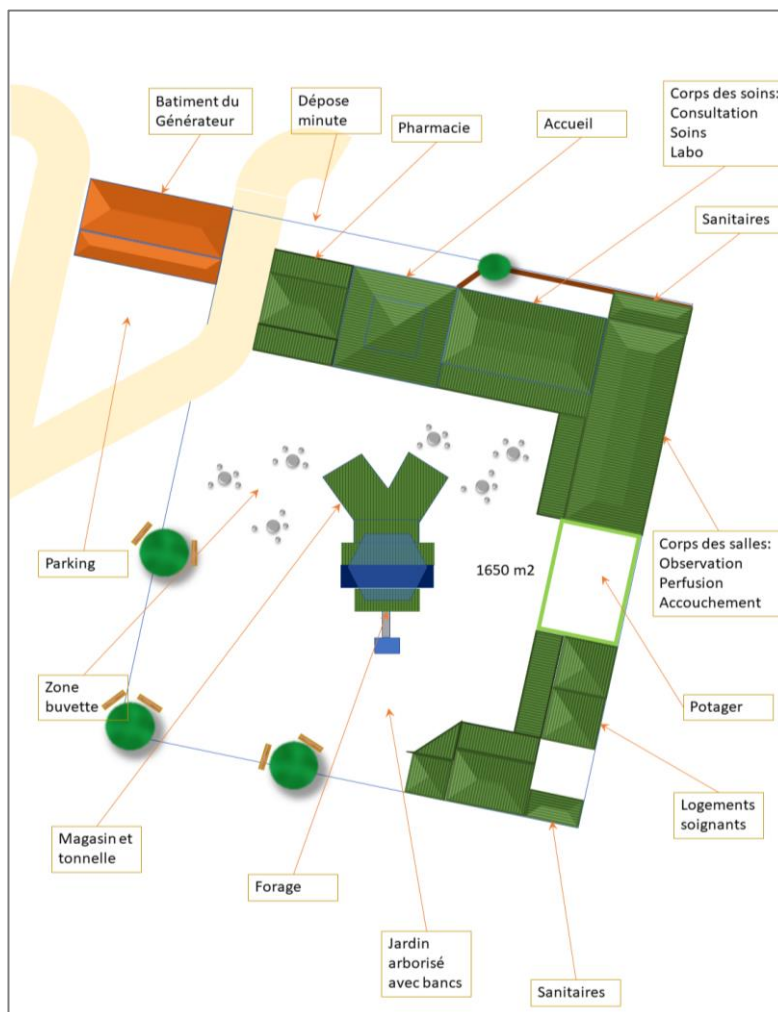 Batiment du
Générateur
Dépose
minute
Pharmacie
Accueil
Corps des soins:
Consultation
Soins
Labo
Sanitaires
Parking
1650 m2
Corps des salles:
Observation
Perfusion
Accouchement
Zone
buvette
Potager
Magasin et
tonnelle
Forage
Logements
soignants
Jardin
arborisé
avec bancs
Sanitaires